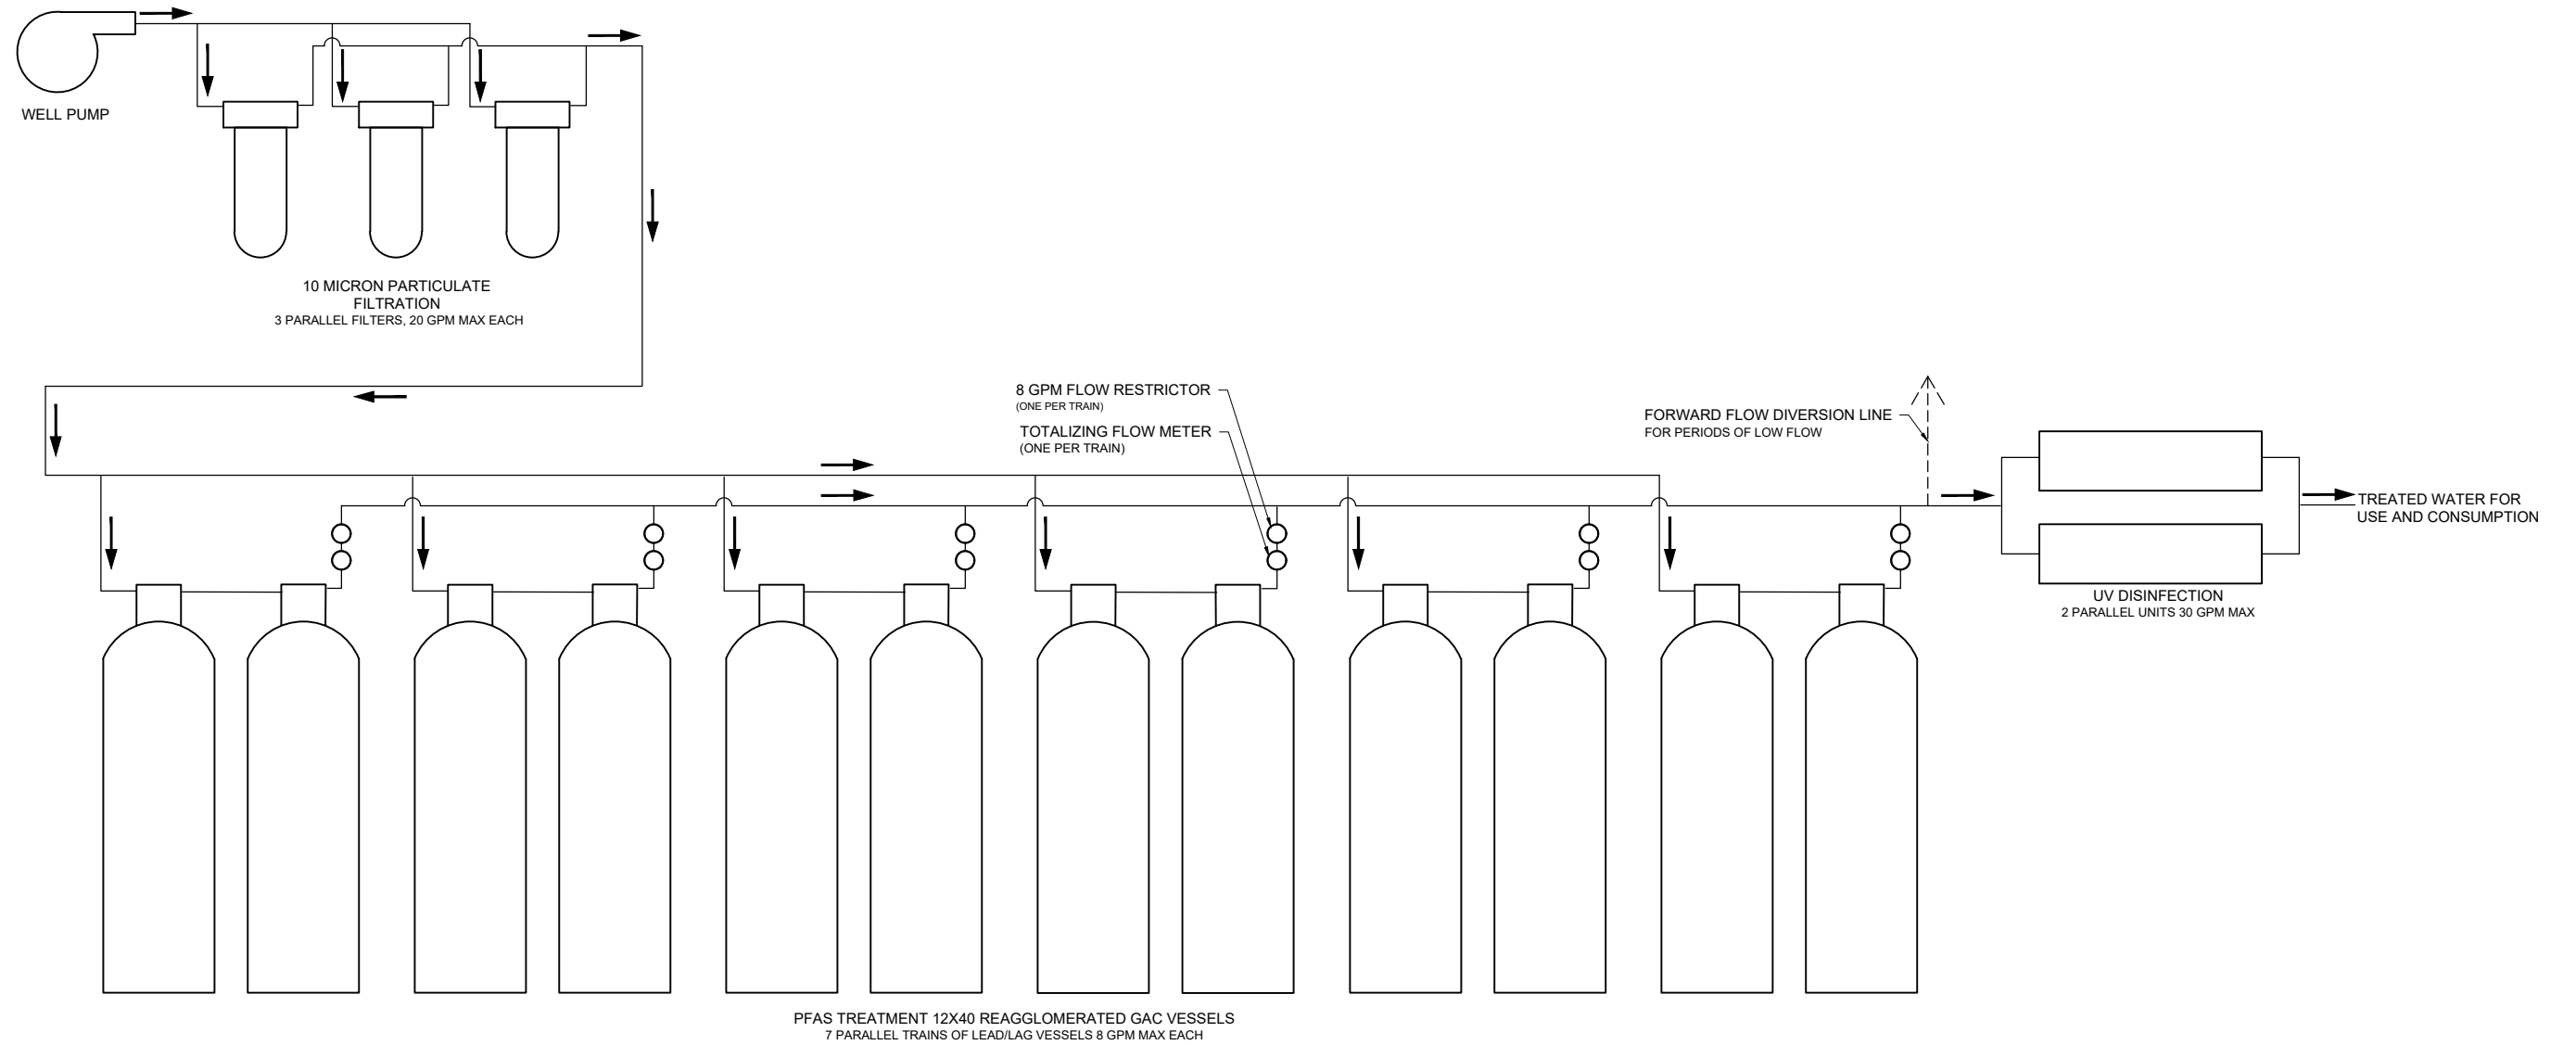 WELL PUMP
10 MICRON PARTICULATE
FILTRATION
3 PARALLEL FILTERS, 20 GPM MAX EACH
8 GPM FLOW RESTRICTOR
(ONE PER TRAIN)
TOTALIZING FLOW METER
(ONE PER TRAIN)
FORWARD FLOW DIVERSION LINE
FOR PERIODS OF LOW FLOW
TREATED WATER FOR
USE AND CONSUMPTION
UV DISINFECTION
2 PARALLEL UNITS 30 GPM MAX
PFAS TREATMENT 12X40 REAGGLOMERATED GAC VESSELS
7 PARALLEL TRAINS OF LEAD/LAG VESSELS 8 GPM MAX EACH